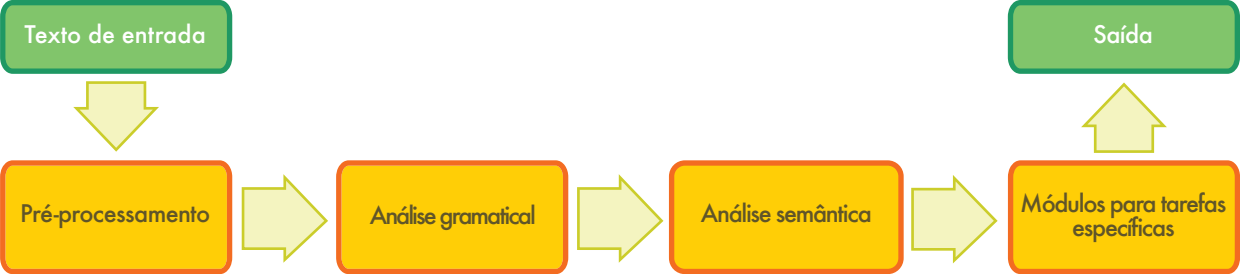 Texto de entrada
Saída
Pré-processamento
Análise gramatical
Análise semântica
Módulos para tarefas
específicas